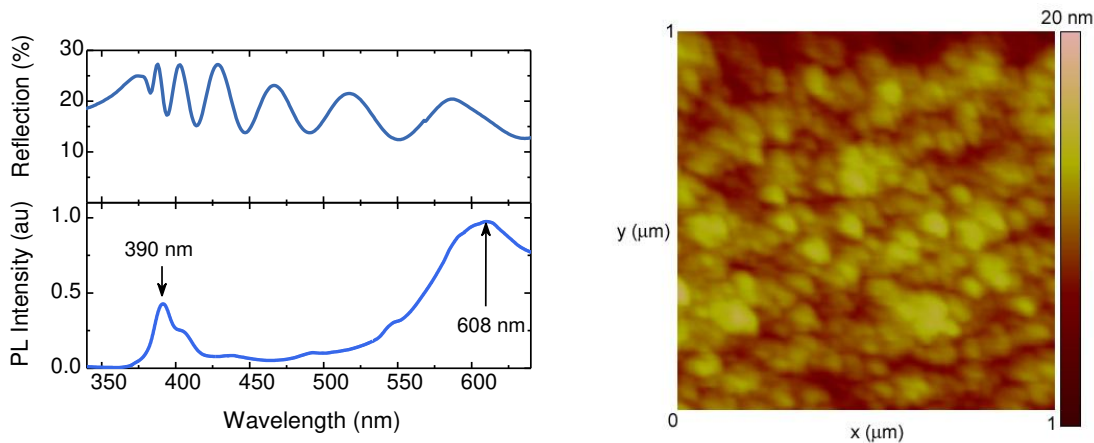 Reflection (%)
30
20
10
PL Intensity (au)
1.0
0.5
0.0
390 nm
608 nm
350 400 450 500 550 600
Wavelength (nm)
20 nm
1
y (μm)
0
x (μm)
1
0